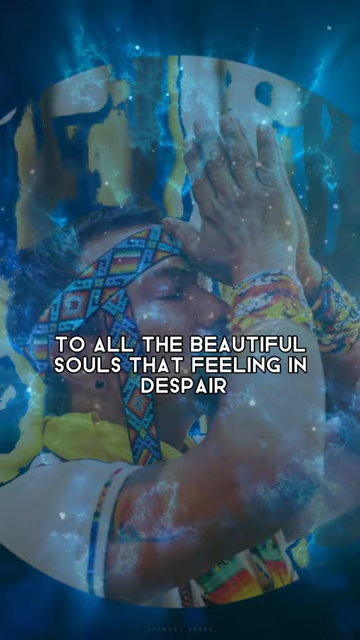 TO ALL THE BEAUTIFUL
SOULS THAT FEELING IN
DESPAIR